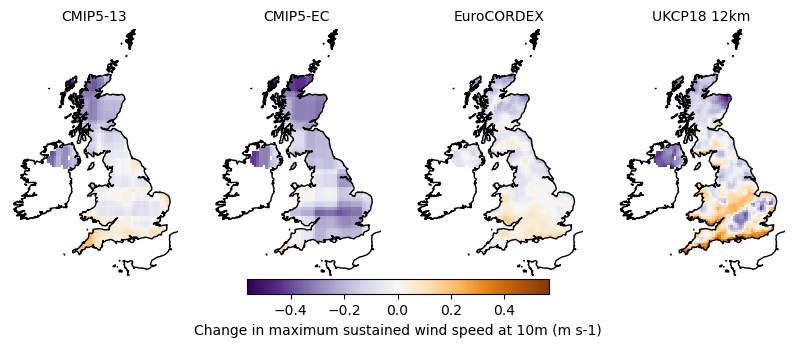 CMIP5-13 CMIP5-EC EuroCORDEX UKCP18 12km
−0.4 −0.2 0.0 0.2 0.4
Change in maximum sustained wind speed at 10m (m s-1)